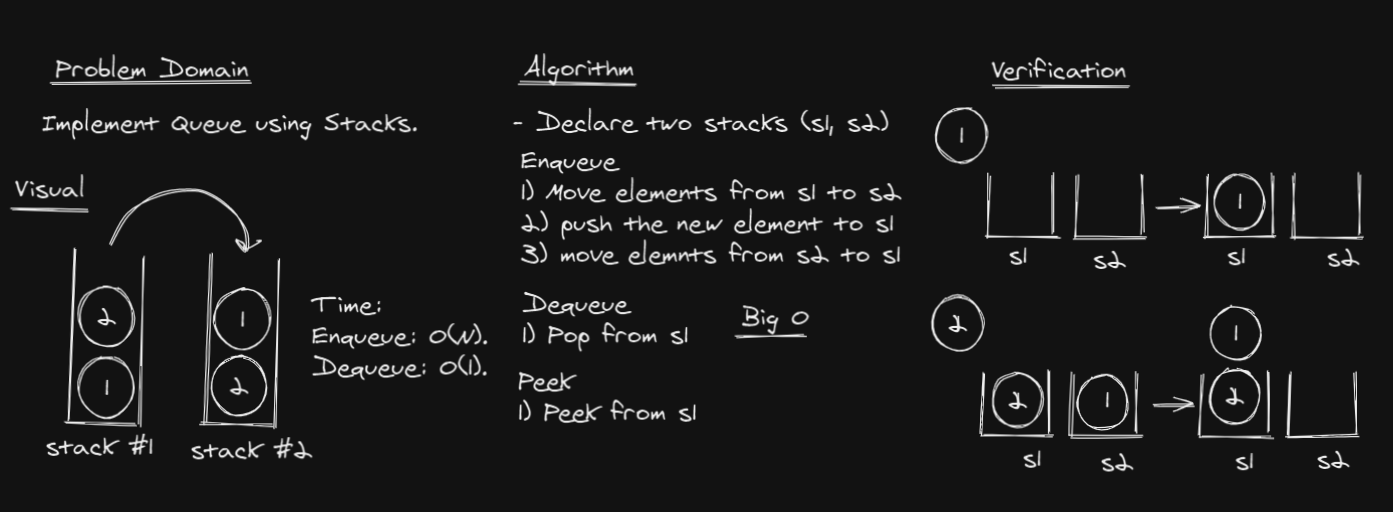 Problem Domain
Implement Queue using Stacks.
Visual
2
1
1
2
stack #1
stack #2
Time:
Enqueue: O(N).
Dequeue: O(1).
Algorithm
- Declare two stacks (s1, s2)
Enqueue
1) Move elements from s1 to s2
2) push the new element to s1
3) move elemnts from s2 to s1
Dequeue
1) Pop from s1
Peek
1) Peek from s1
Big O
Verification
1
1
s1 s2 s1 s2
2
1
2 1 2
s1 s2 s1 s2